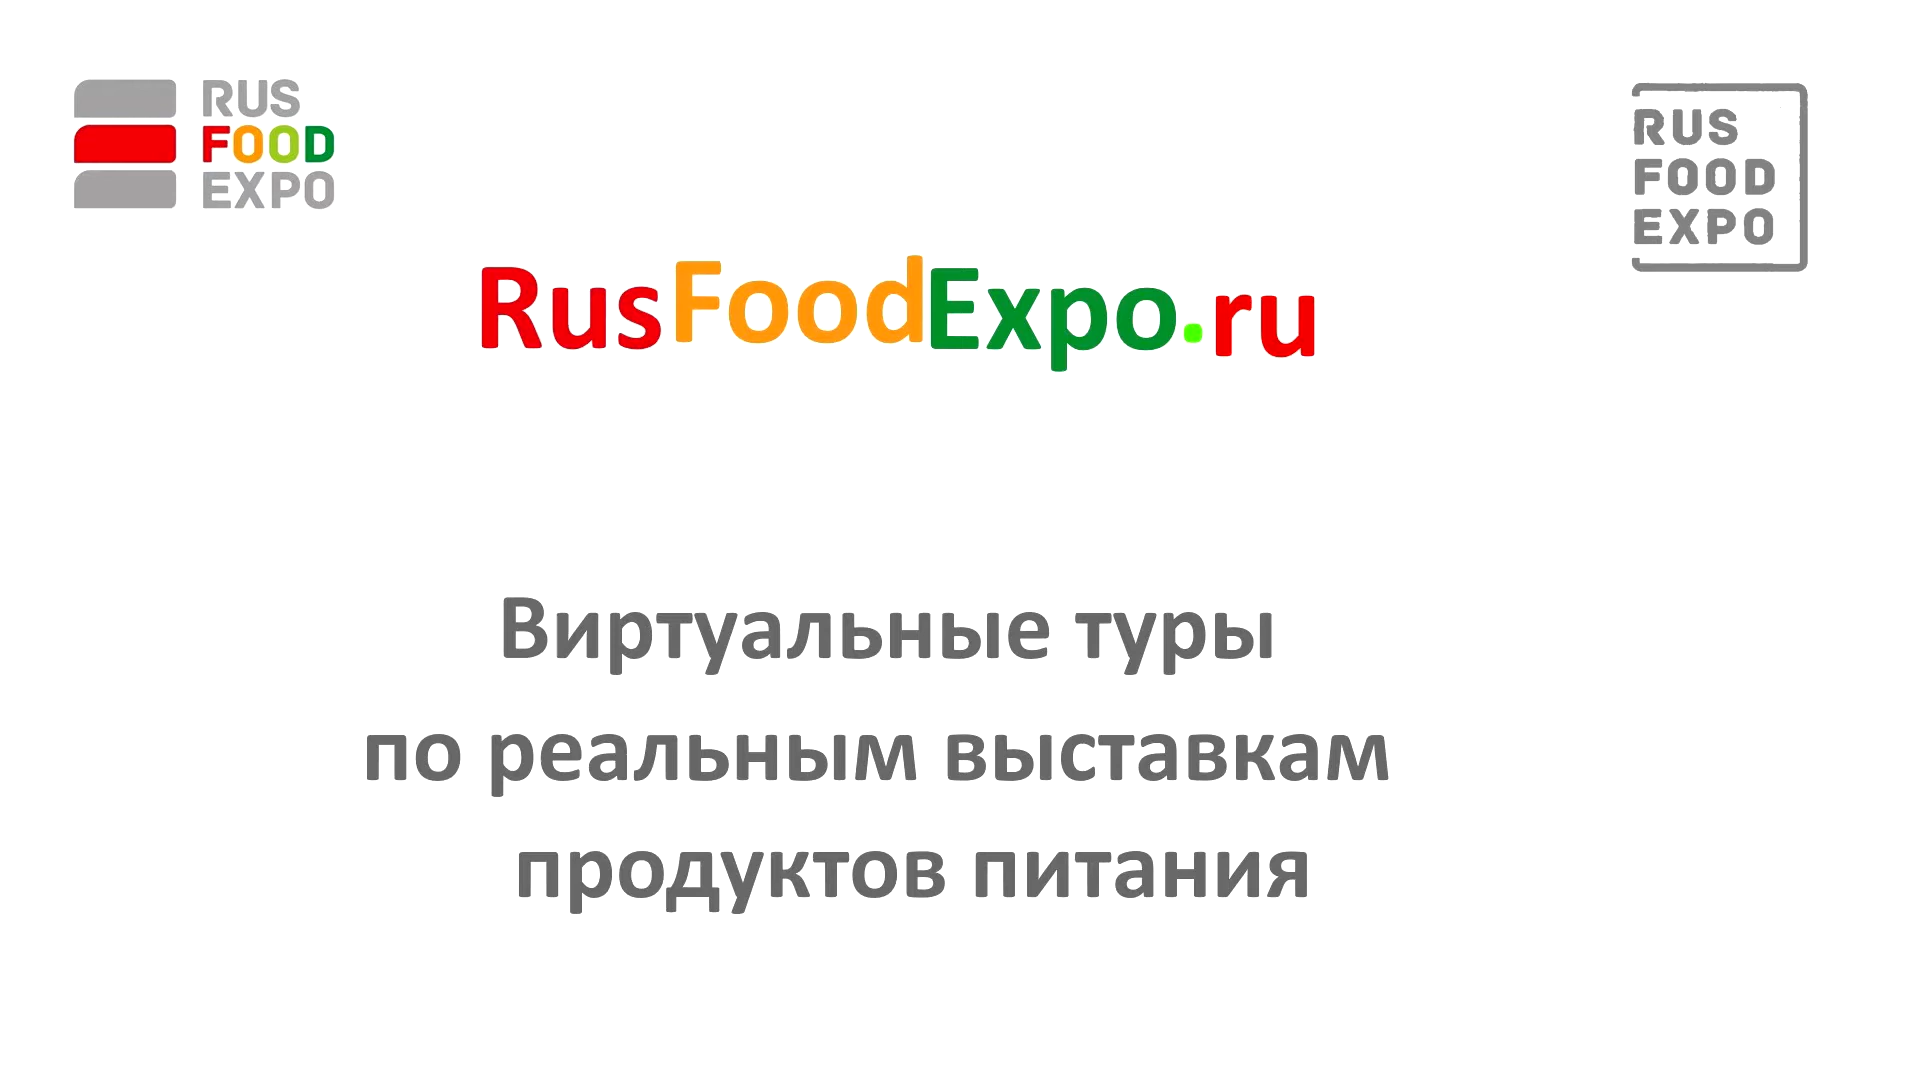 RUS
FOOD
EXPO
RUS
FOOD
EXPO
RusFoodExpo.ru
Виртуальные туры
по реальным выставкам
продуктов питания